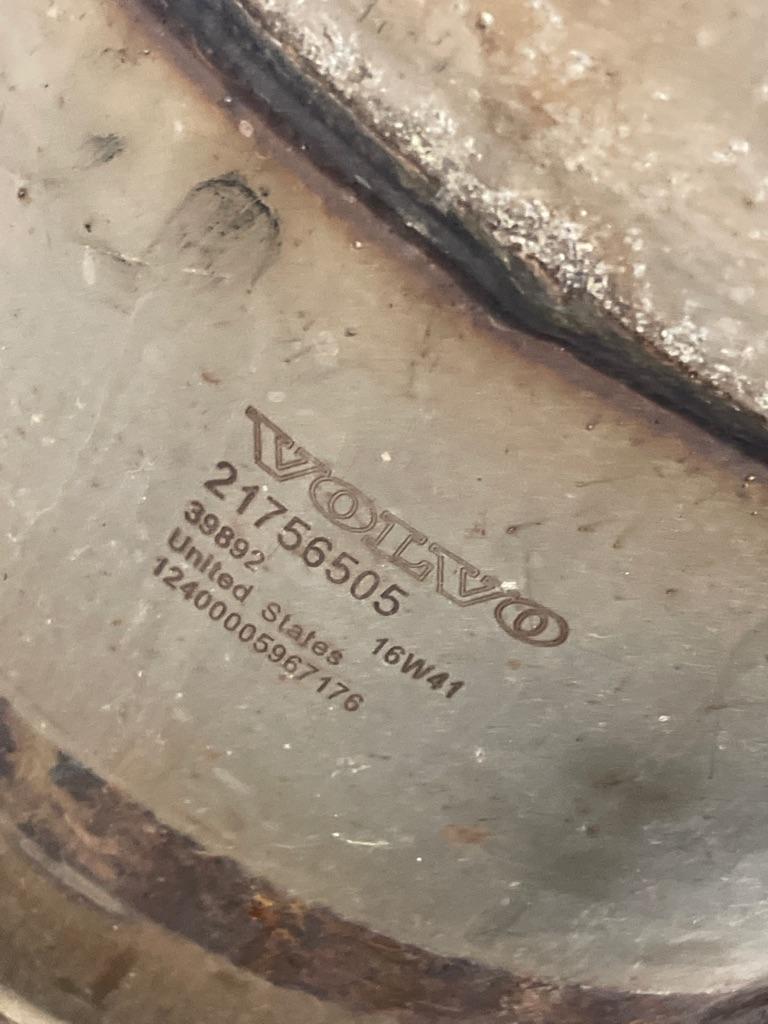 VOLVO
21756505
39892
United States 16W41
12400005967176